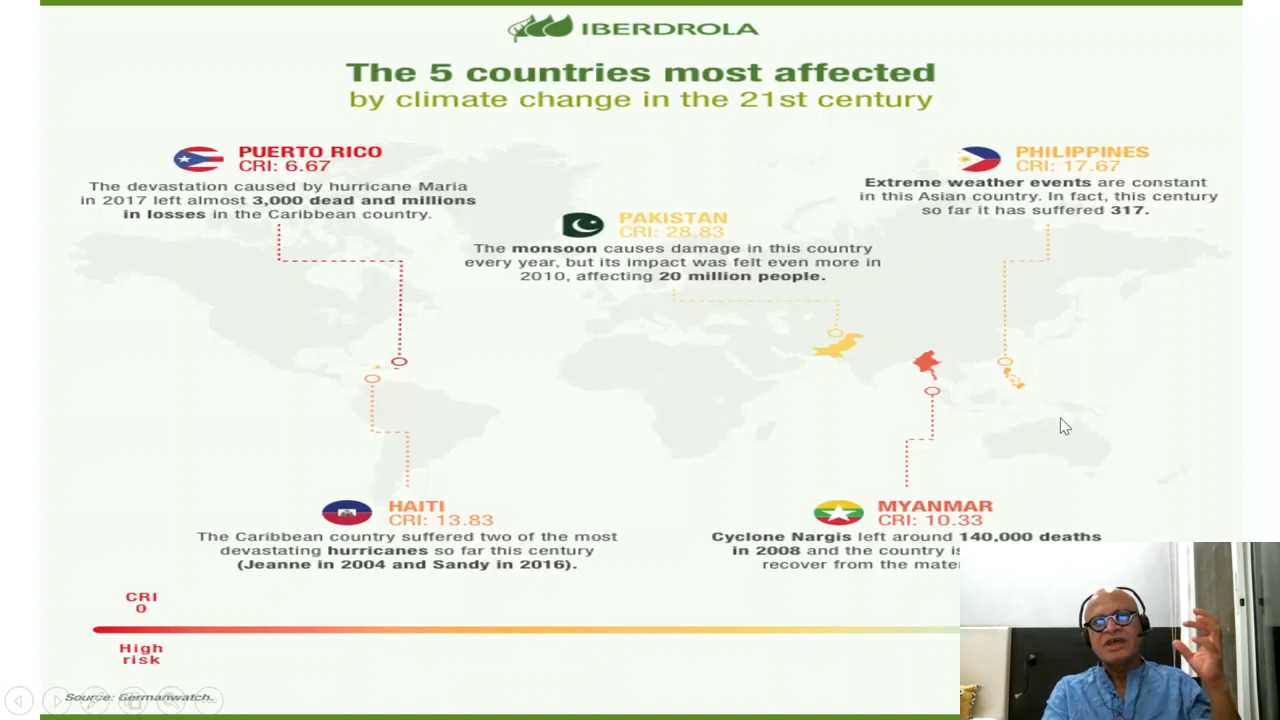 IBERDROLA
The 5 countries most affected
by climate change in the 21st century
PUERTO RICO
CRI: 6.67
The devastation caused by hurricane Maria
in 2017 left almost 3,000 dead and millions
in losses in the Caribbean country.
PHILIPPINES
CRI: 17.67
Extreme weather events are constant
in this Asian country. In fact, this century
so far it has suffered 317.
PAKISTAN
CRI: 28.83
The monsoon causes damage in this country
every year, but its impact was felt even more in
2010, affecting 20 million people.
HAITI
CRI: 13.83
The Caribbean country suffered two of the most
devastating hurricanes so far this century
(Jeanne in 2004 and Sandy in 2016).
MYANMAR
CRI: 10.33
Cyclone Nargis left around 140,000 deaths
in 2008 and the country is
recover from the
CRI
0
High
risk
Source: Germanwatch.